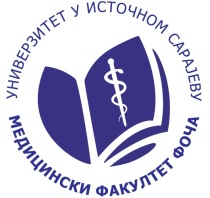 УНИВЕРЗИТЕТ У ИСТОЧНОМ САРАЈЕВУ
МЕДИЦИНСКИ ФАКУЛТЕТ ФОЧА